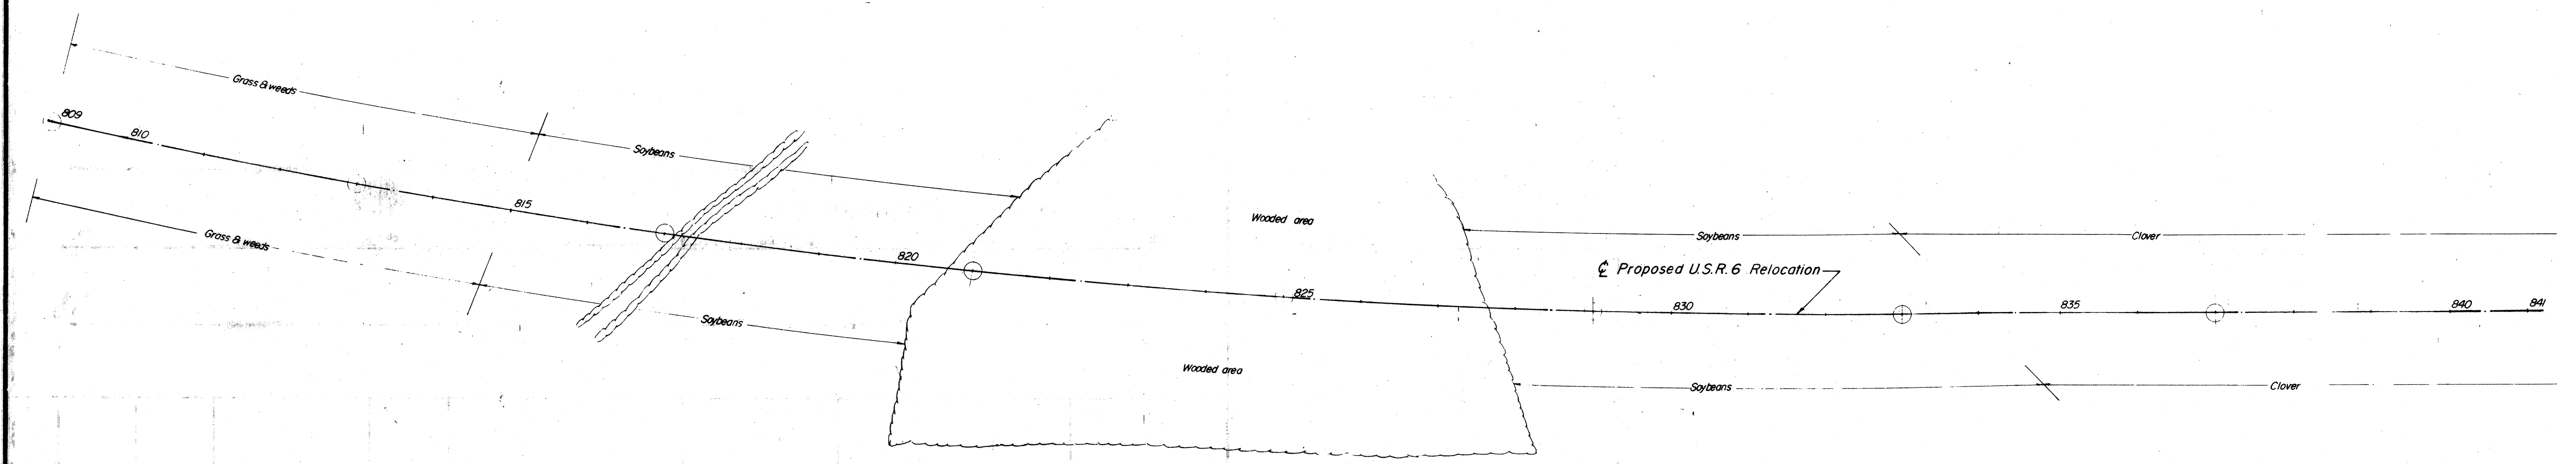 Grass & weeds
809
810
Soybeans
815
Grass & weeds
820
Soybeans
Wooded area
825
Wooded area
Soybeans
Clover
℄ Proposed U.S.R. 6 Relocation
830
835
840
841
Soybeans
Clover